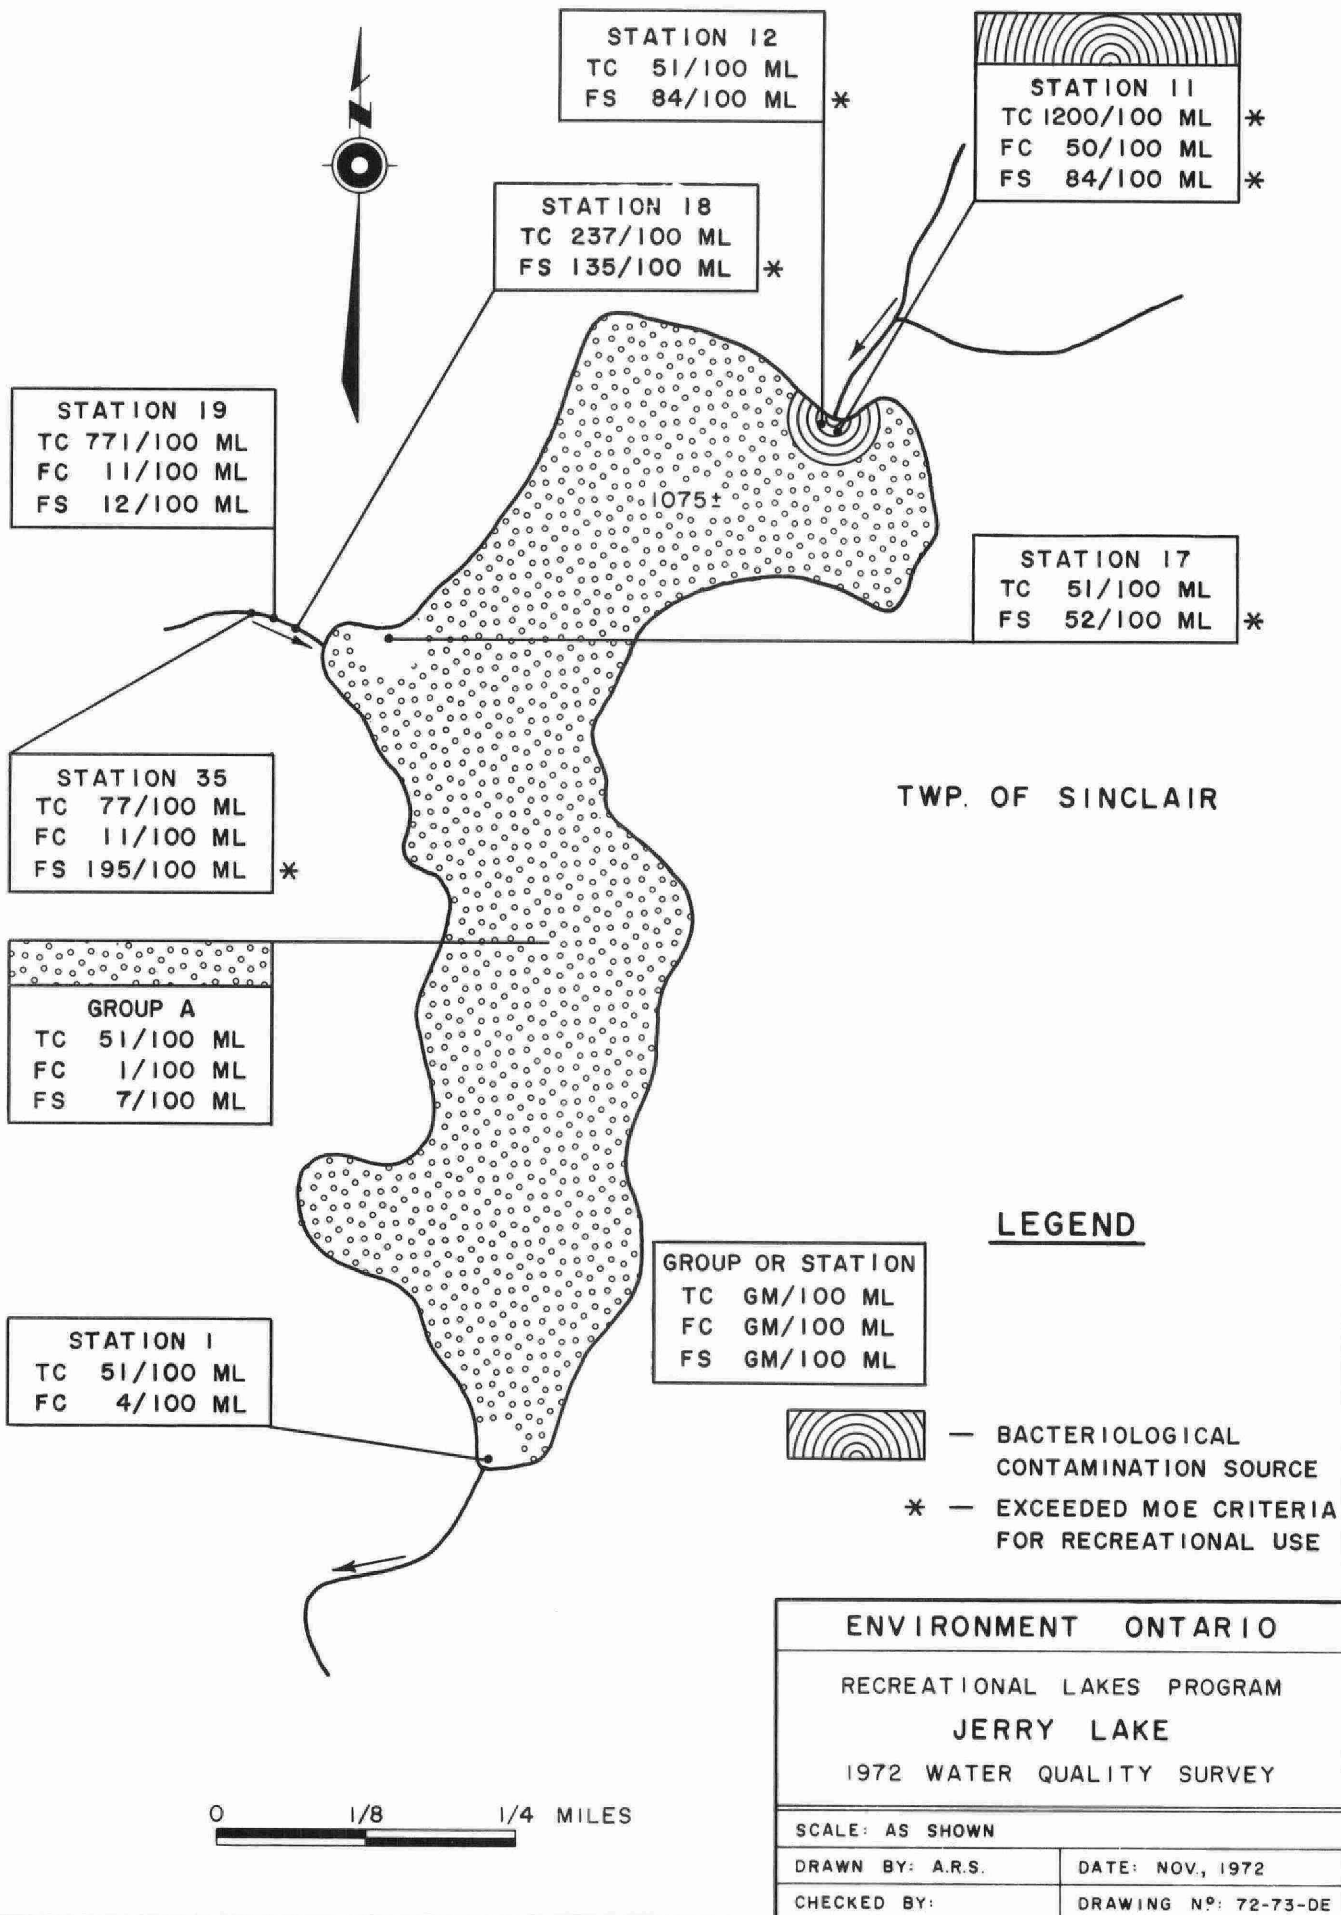 STATION 12
TC 51/100 ML
FS 84/100 ML *
STATION 11
TC 1200/100 ML *
FC 50/100 ML
FS 84/100 ML *
N
STATION 18
TC 237/100 ML
FS 135/100 ML *
STATION 19
TC 771/100 ML
FC 11/100 ML
FS 12/100 ML
1075±
STATION 17
TC 51/100 ML
FS 52/100 ML *
STATION 35
TC 77/100 ML
FC 11/100 ML
FS 195/100 ML *
TWP. OF SINCLAIR
GROUP A
TC 51/100 ML
FC 1/100 ML
FS 7/100 ML
LEGEND
GROUP OR STATION
TC GM/100 ML
FC GM/100 ML
FS GM/100 ML
STATION 1
TC 51/100 ML
FC 4/100 ML
— BACTERIOLOGICAL
CONTAMINATION SOURCE
* — EXCEEDED MOE CRITERIA
FOR RECREATIONAL USE
ENVIRONMENT ONTARIO
RECREATIONAL LAKES PROGRAM
JERRY LAKE
1972 WATER QUALITY SURVEY
0 1/8 1/4 MILES
SCALE: AS SHOWN
DRAWN BY: A.R.S.
DATE: NOV., 1972
CHECKED BY:
DRAWING Nº: 72-73-DE